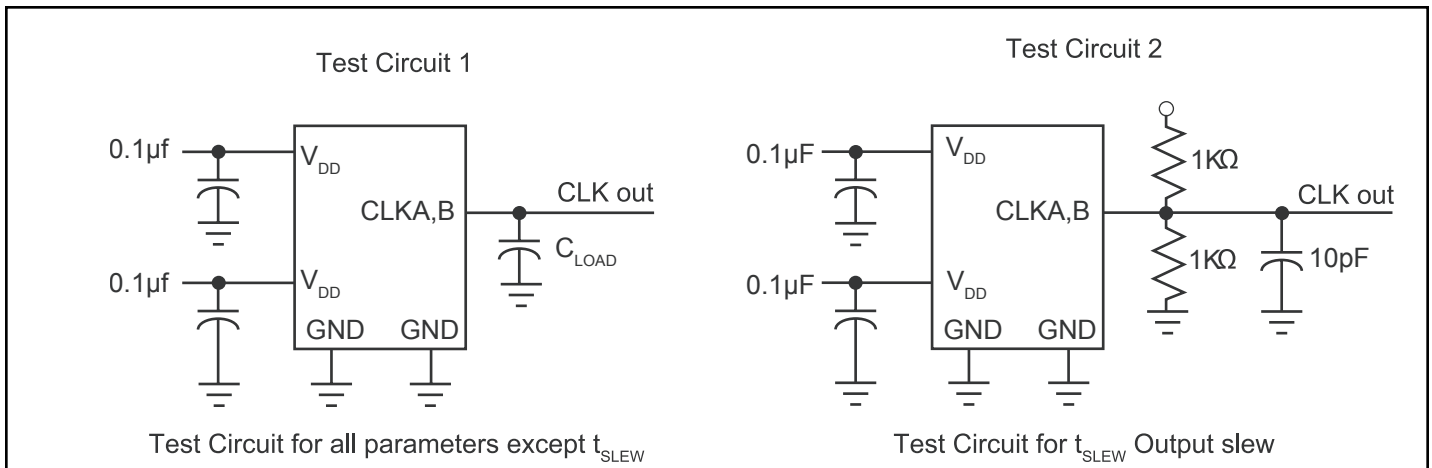 Test Circuit 1
0.1µf
V_DD
CLKA,B
CLK out
C_LOAD
0.1µf
V_DD
GND GND
Test Circuit for all parameters except t_SLEW
Test Circuit 2
0.1µF
V_DD
1KΩ
CLKA,B
CLK out
1KΩ
10pF
0.1µF
V_DD
GND GND
Test Circuit for t_SLEW Output slew